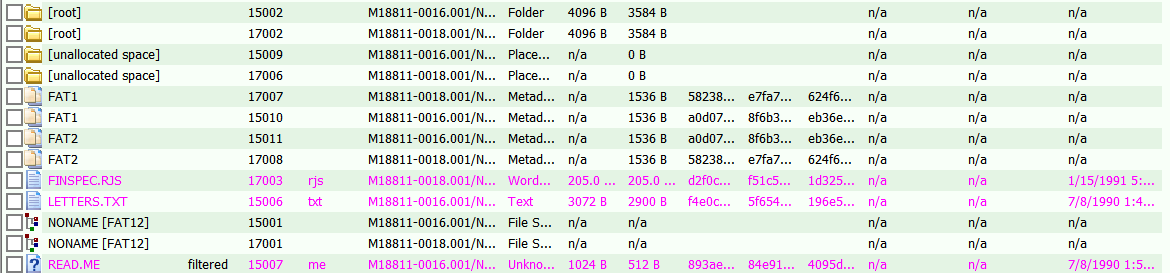 [root] 15002 M18811-0016.001/N... Folder 4096 B 3584 B n/a n/a n/a
[root] 17002 M18811-0018.001/N... Folder 4096 B 3584 B n/a n/a n/a
[unallocated space] 15009 M18811-0016.001/N... Place... n/a 0 B n/a n/a n/a
[unallocated space] 17006 M18811-0018.001/N... Place... n/a 0 B n/a n/a n/a
FAT1 17007 M18811-0018.001/N... Metad... n/a 1536 B 58238... e7fa7... 624f6... n/a n/a n/a
FAT1 15010 M18811-0016.001/N... Metad... n/a 1536 B a0d07... 8f6b3... eb36e... n/a n/a n/a
FAT2 15011 M18811-0016.001/N... Metad... n/a 1536 B a0d07... 8f6b3... eb36e... n/a n/a n/a
FAT2 17008 M18811-0018.001/N... Metad... n/a 1536 B 58238... e7fa7... 624f6... n/a n/a n/a
FINSPEC.RJS 17003 rjs M18811-0018.001/N... Word... 205.0 ... 205.0 ... d2f0c... f51c5... 1d325... n/a n/a 1/15/1991 5:...
LETTERS.TXT 15006 txt M18811-0016.001/N... Text 3072 B 2900 B f4e0c... 5f654... 196e5... n/a n/a 7/8/1990 1:4...
NONAME [FAT12] 15001 M18811-0016.001/N... File S... n/a n/a n/a n/a n/a
NONAME [FAT12] 17001 M18811-0018.001/N... File S... n/a n/a n/a n/a n/a
READ.ME filtered 15007 me M18811-0016.001/N... Unkno... 1024 B 512 B 893ae... 84e91... 4095d... n/a n/a 7/8/1990 1:5...